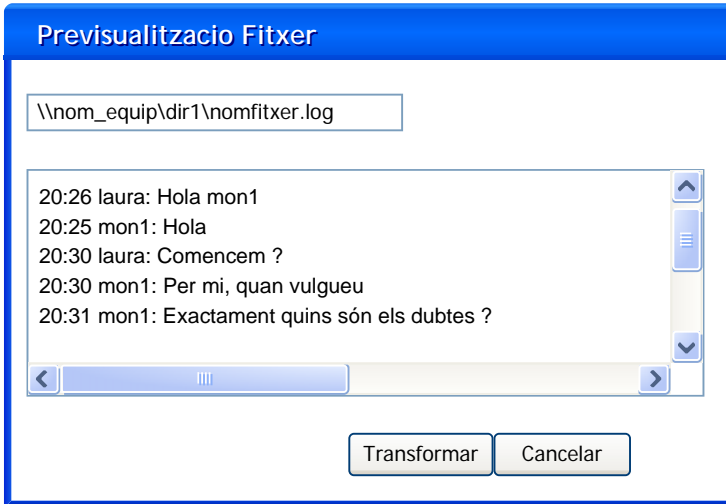 Previsualitzacio Fitxer
\\nom_equip\dir1\nomfitxer.log
20:26 laura: Hola mon1
20:25 mon1: Hola
20:30 laura: Comencem ?
20:30 mon1: Per mi, quan vulgueu
20:31 mon1: Exactament quins són els dubtes ?
Transformar Cancelar